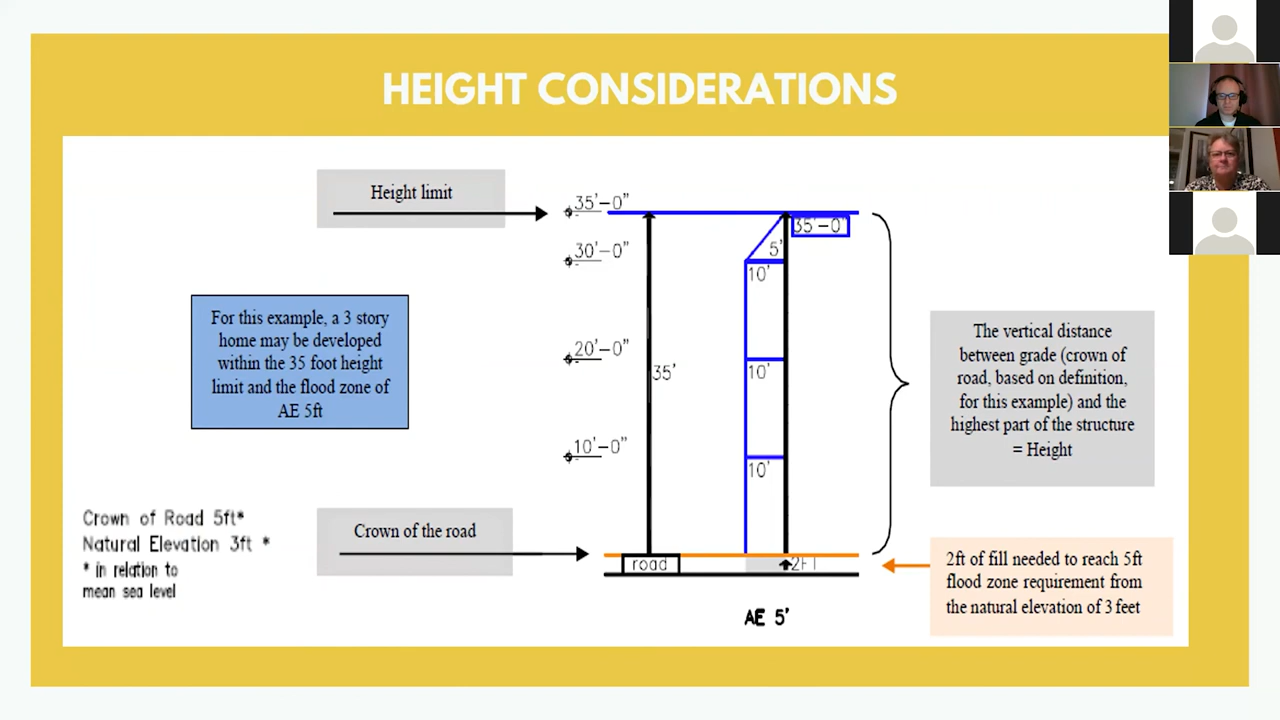 HEIGHT CONSIDERATIONS
Height limit
35'-0"
35'-0"
5'
30'-0"
10'
For this example, a 3 story
home may be developed
within the 35 foot height
limit and the flood zone of
AE 5ft
20'-0"
35'
10'
The vertical distance
between grade (crown of
road, based on definition,
for this example) and the
highest part of the structure
= Height
10'-0"
10'
Crown of Road 5ft*
Natural Elevation 3ft *
* in relation to
mean sea level
Crown of the road
road
2FT
2ft of fill needed to reach 5ft
flood zone requirement from
the natural elevation of 3 feet
AE 5'